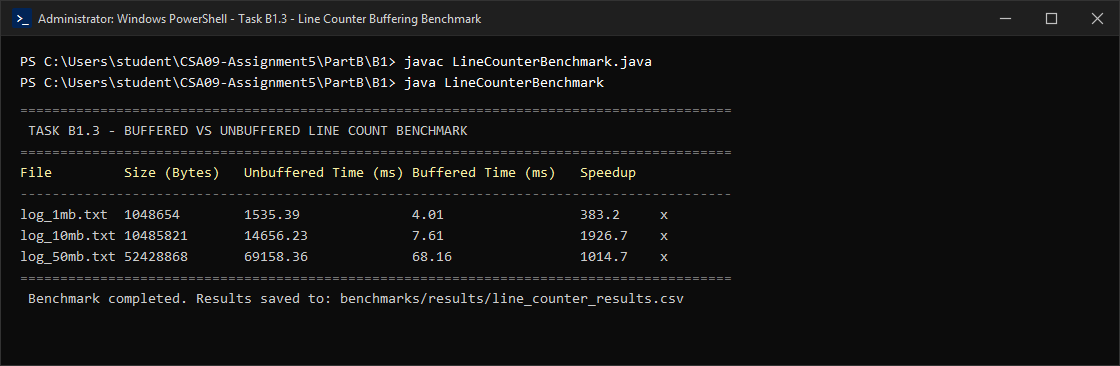 Administrator: Windows PowerShell - Task B1.3 - Line Counter Buffering Benchmark
PS C:\Users\student\CSA09-Assignment5\PartB\B1> javac LineCounterBenchmark.java
PS C:\Users\student\CSA09-Assignment5\PartB\B1> java LineCounterBenchmark
=========================================================================================
TASK B1.3 - BUFFERED VS UNBUFFERED LINE COUNT BENCHMARK
=========================================================================================
File Size (Bytes) Unbuffered Time (ms) Buffered Time (ms) Speedup
-----------------------------------------------------------------------------------------
log_1mb.txt 1048654 1535.39 4.01 383.2 x
log_10mb.txt 10485821 14656.23 7.61 1926.7 x
log_50mb.txt 52428868 69158.36 68.16 1014.7 x
=========================================================================================
Benchmark completed. Results saved to: benchmarks/results/line_counter_results.csv